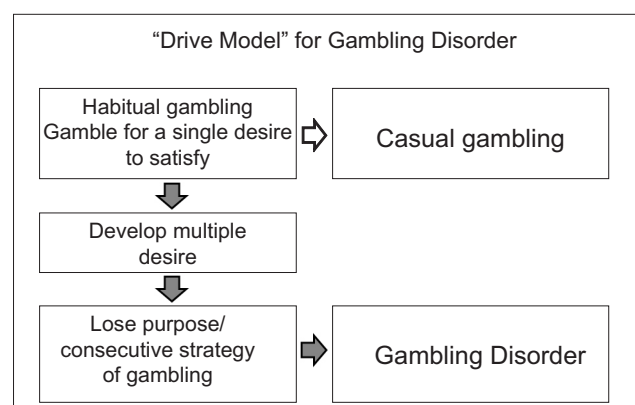 “Drive Model” for Gambling Disorder
Habitual gambling
Gamble for a single desire
to satisfy
Casual gambling
Develop multiple
desire
Lose purpose/
consecutive strategy
of gambling
Gambling Disorder